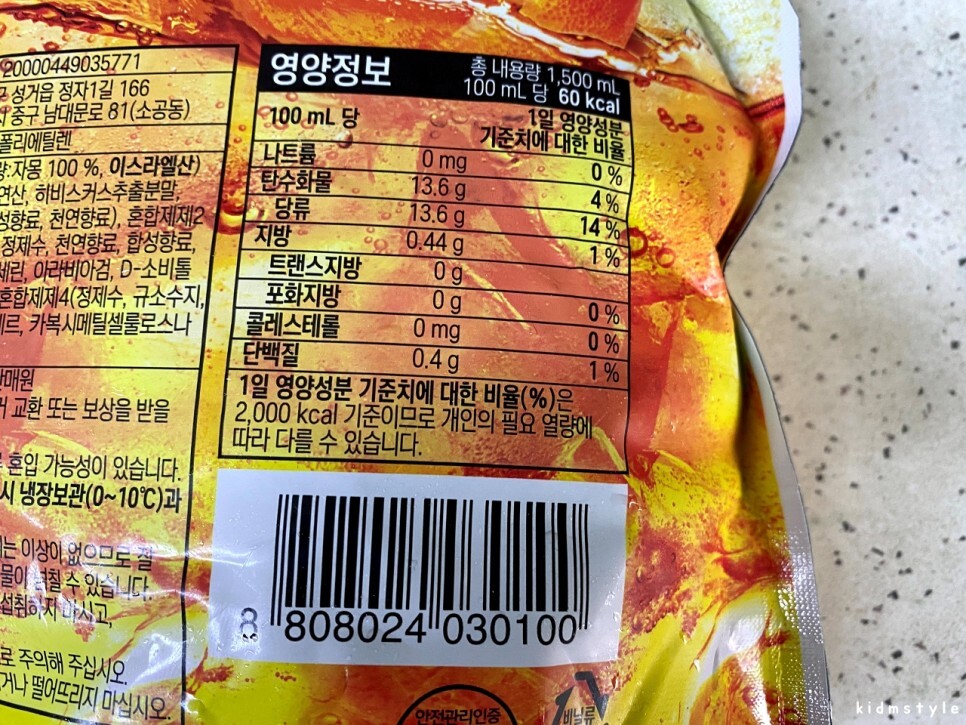 20000449035771
성거읍 정자1길 166
중구 남대문로 81(소공동)
폴리에틸렌
자몽 100 %, 이스라엘산)
연산, 히비스커스추출분말,
성향료, 천연향료), 혼합제제2
정제수, 천연향료, 합성향료,
세린, 아라비아검, D-소비톨
혼합제제4(정제수, 규소수지,
카복시메틸셀룰로스나
판매원
교환 또는 보상을 받을
혼입 가능성이 있습니다.
시 냉장보관(0~10℃)과
는 이상이 없으므로
물이 수 있습니다.
섭취하지 마시고,
로 주의해 주십시오.
거나 떨어뜨리지 마십시오.
영양정보
총 내용량 1,500 mL
100 mL 당 60 kcal
100 mL 당
1일 영양성분
기준치에 대한 비율
나트륨 0 mg 0 %
탄수화물 13.6 g 4 %
당류 13.6 g 14 %
지방 0.44 g 1 %
트랜스지방 0 g
포화지방 0 g 0 %
콜레스테롤 0 mg 0 %
단백질 0.4 g 1 %
1일 영양성분 기준치에 대한 비율(%)은
2,000 kcal 기준이므로 개인의 필요 열량에
따라 다를 수 있습니다.
8 808024 030100
안전관리인증
비닐류
kidmstyle